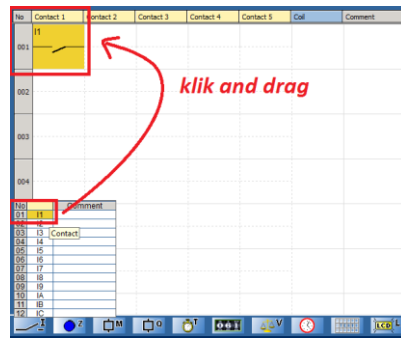 No Contact 1 Contact 2 Contact 3 Contact 4 Contact 5 Coil Comment
I1
001
klik and drag
002
003
004
No Comment
01 I1
02 I2
03 I3 Contact
04 I4
05 I5
06 I6
07 I7
08 I8
09 I9
10 IA
11 IB
12 IC
I Z M O T V L
LCD